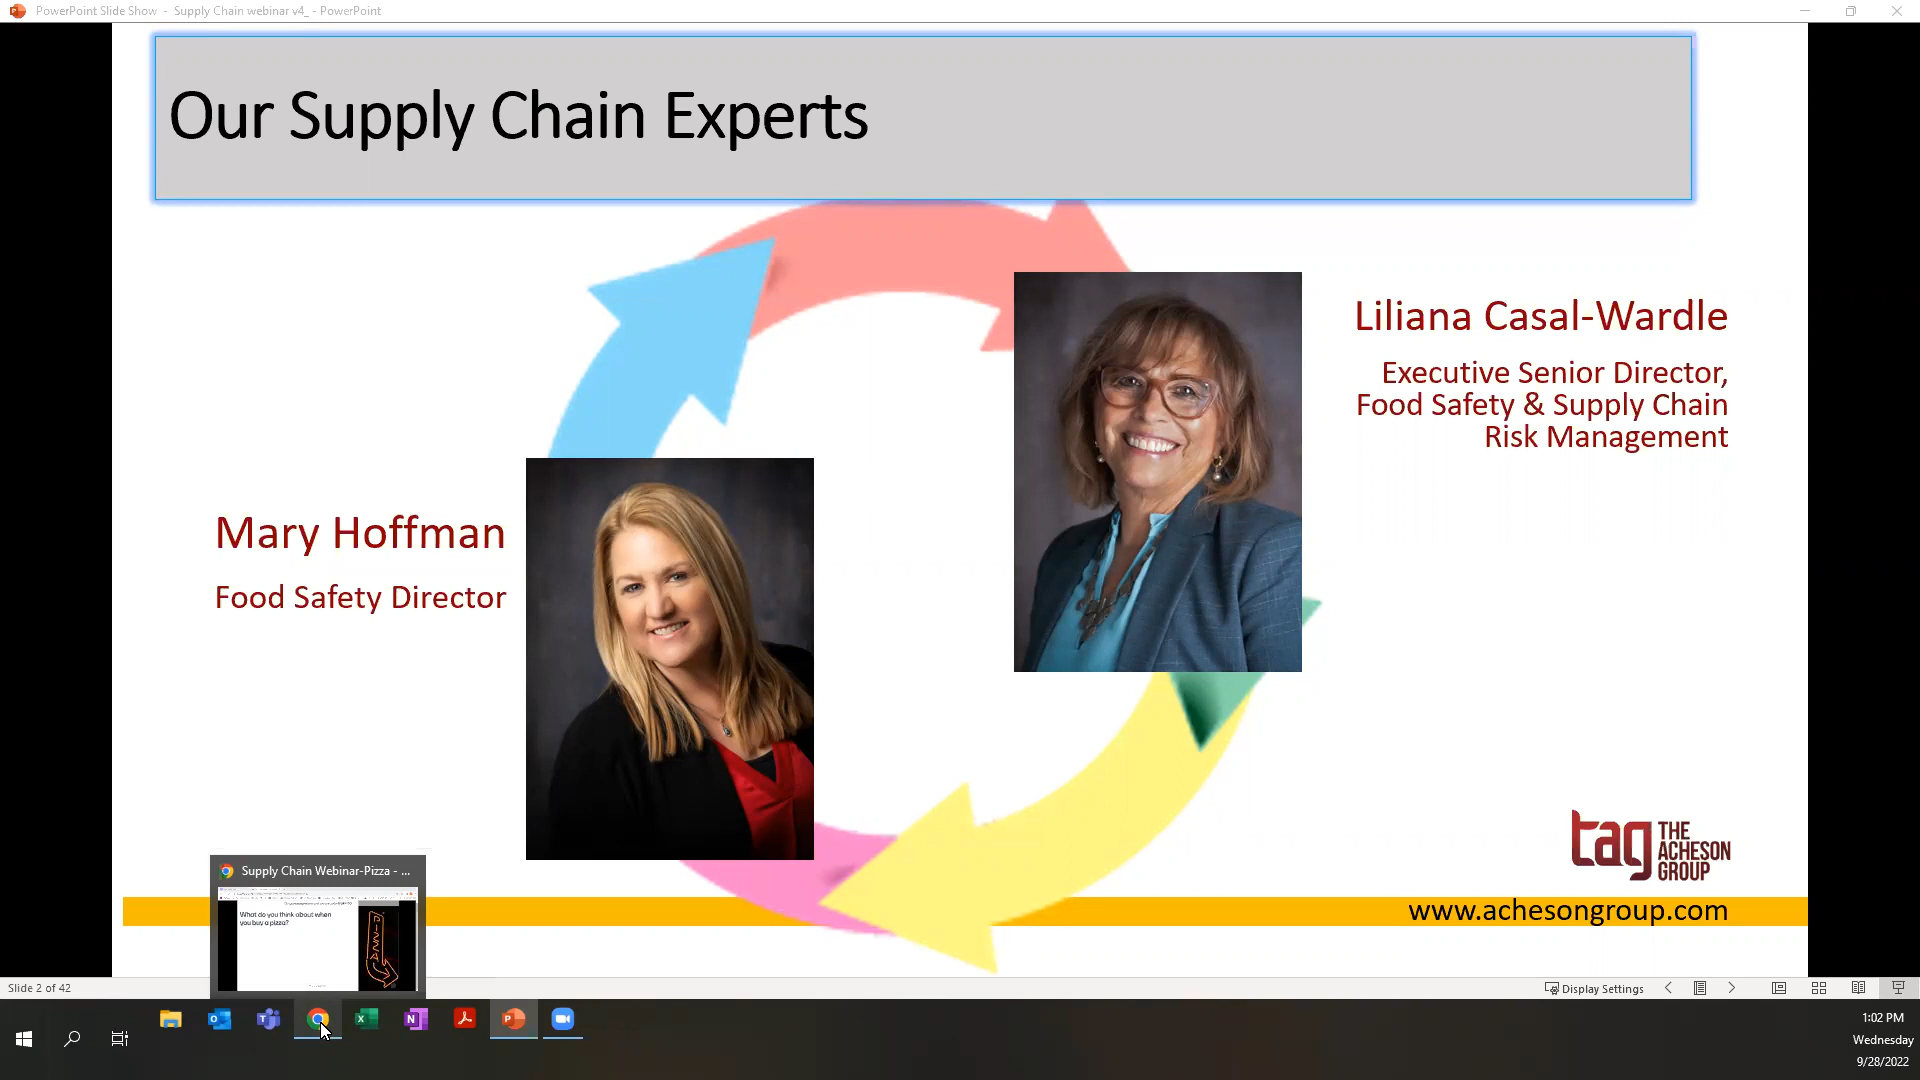 PowerPoint Slide Show - Supply Chain webinar v4_ - PowerPoint
Our Supply Chain Experts
Liliana Casal-Wardle
Executive Senior Director,
Food Safety & Supply Chain
Risk Management
Mary Hoffman
Food Safety Director
tag THE
ACHESON
GROUP
Supply Chain Webinar-Pizza - ...
What do you think about when
you buy a pizza?
www.achesongroup.com
Slide 2 of 42
Display Settings
1:02 PM
Wednesday
9/28/2022